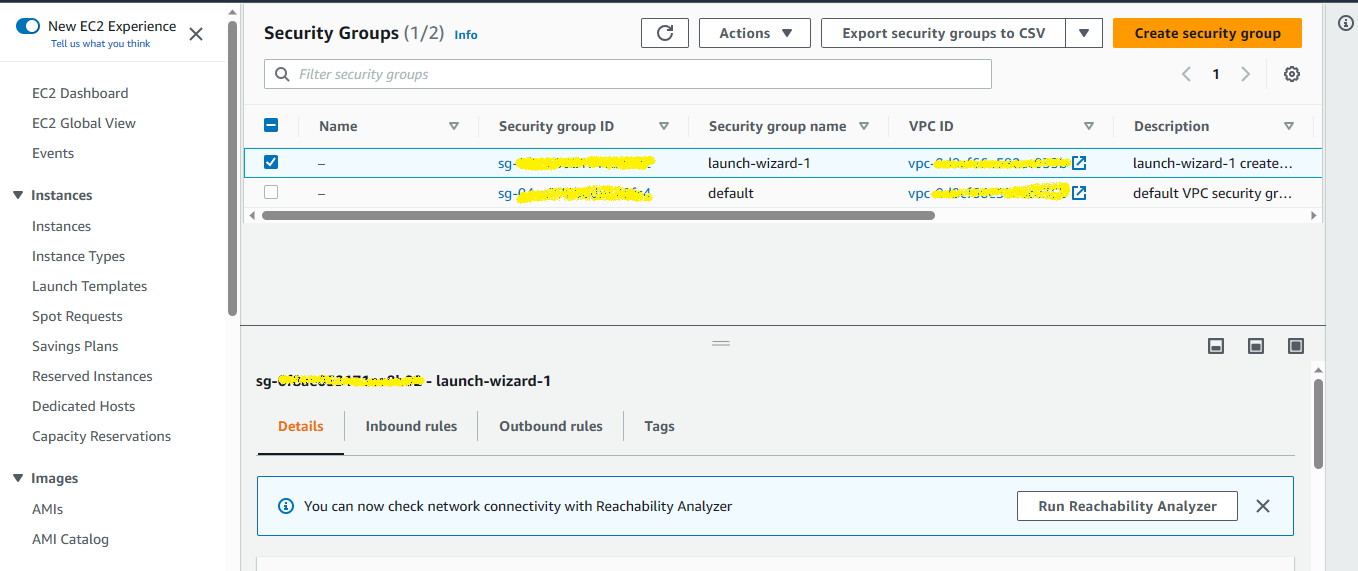 New EC2 Experience
Tell us what you think
EC2 Dashboard
EC2 Global View
Events
Instances
Instances
Instance Types
Launch Templates
Spot Requests
Savings Plans
Reserved Instances
Dedicated Hosts
Capacity Reservations
Images
AMIs
AMI Catalog
Security Groups (1/2) Info
Actions
Export security groups to CSV
Create security group
Filter security groups
1
Name Security group ID Security group name VPC ID Description
– sg- launch-wizard-1 vpc- launch-wizard-1 create...
– sg- default vpc- default VPC security gr...
sg- - launch-wizard-1
Details Inbound rules Outbound rules Tags
You can now check network connectivity with Reachability Analyzer
Run Reachability Analyzer